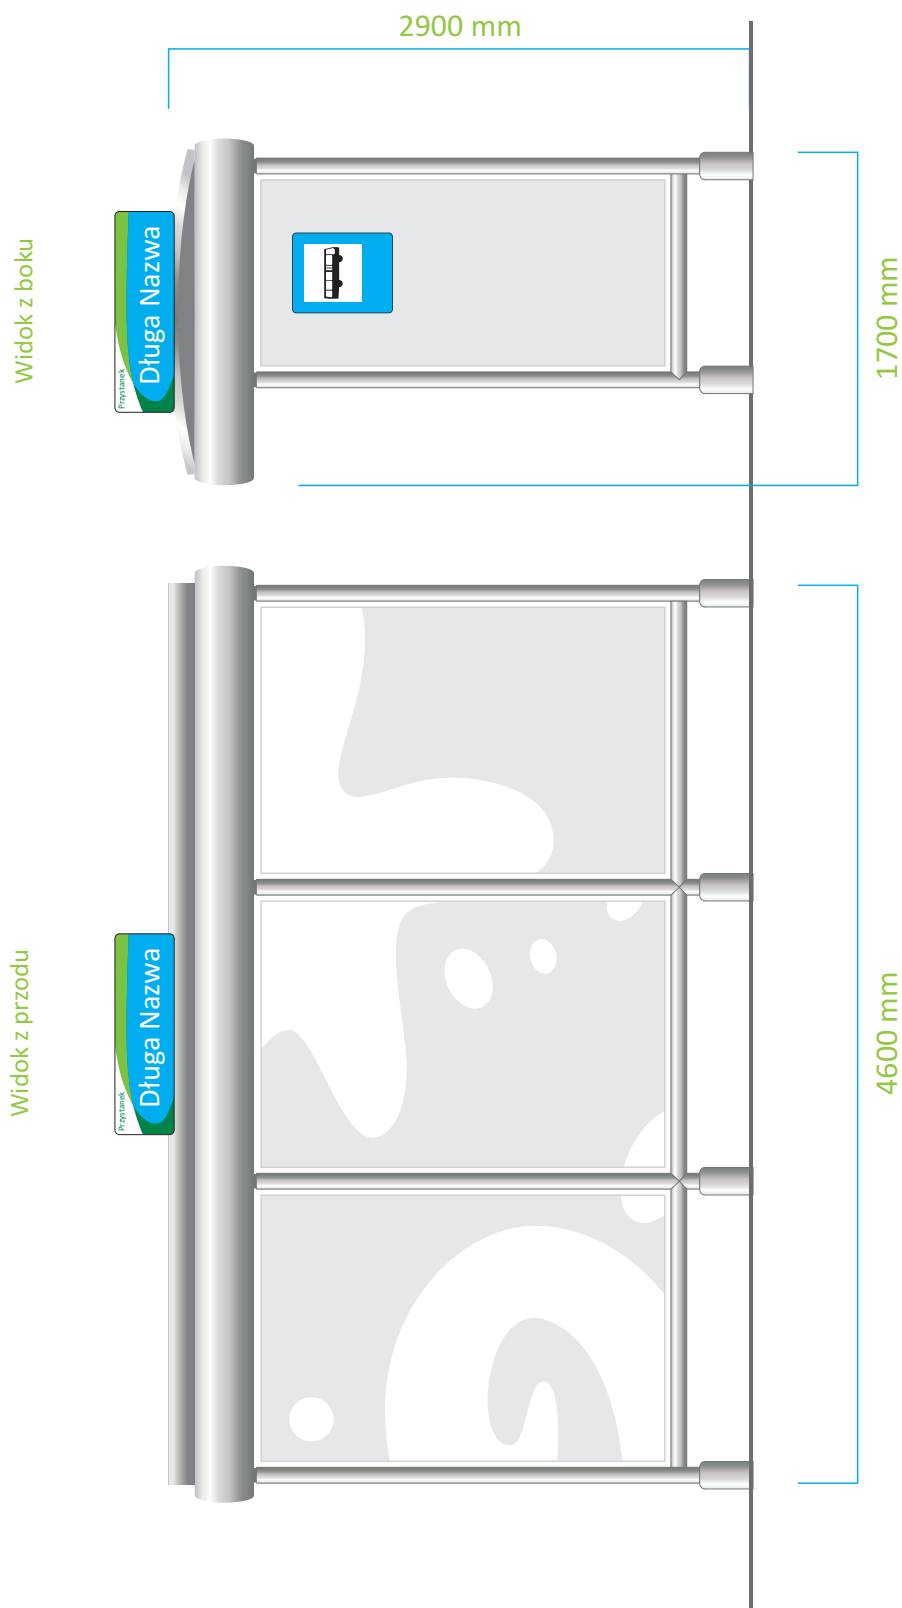 Widok z przodu
Przystanek
Długa Nazwa
4600 mm
Widok z boku
Przystanek
Długa Nazwa
1700 mm
2900 mm